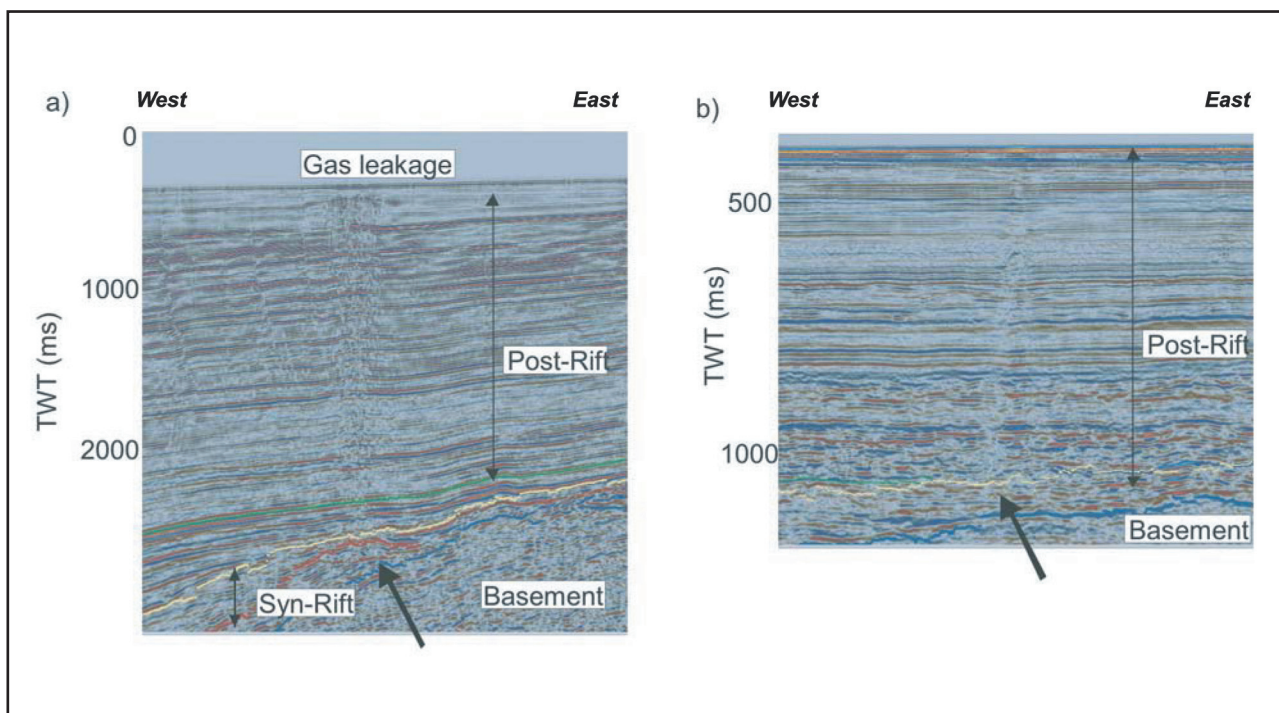 a)
West
East
0
Gas leakage
1000
TWT (ms)
Post-Rift
2000
Syn-Rift
Basement
b)
West
East
500
TWT (ms)
Post-Rift
1000
Basement